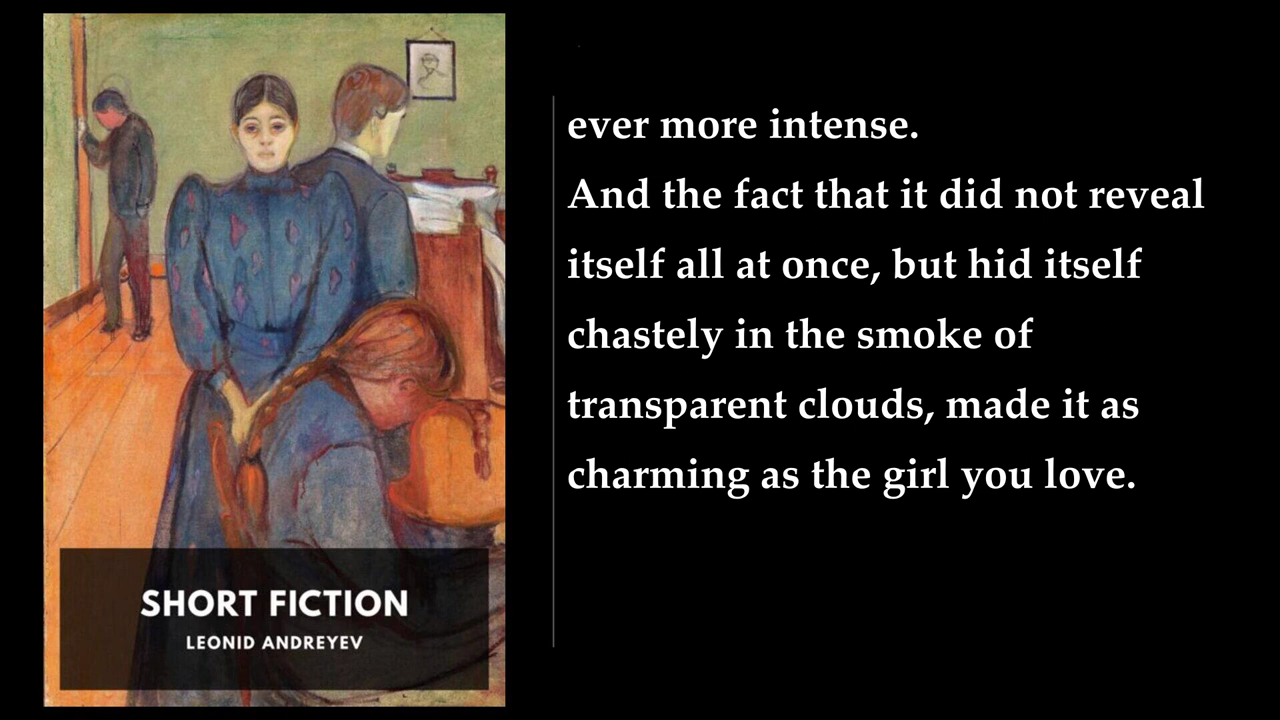 SHORT FICTION
LEONID ANDREYEV
ever more intense.
And the fact that it did not reveal
itself all at once, but hid itself
chastely in the smoke of
transparent clouds, made it as
charming as the girl you love.